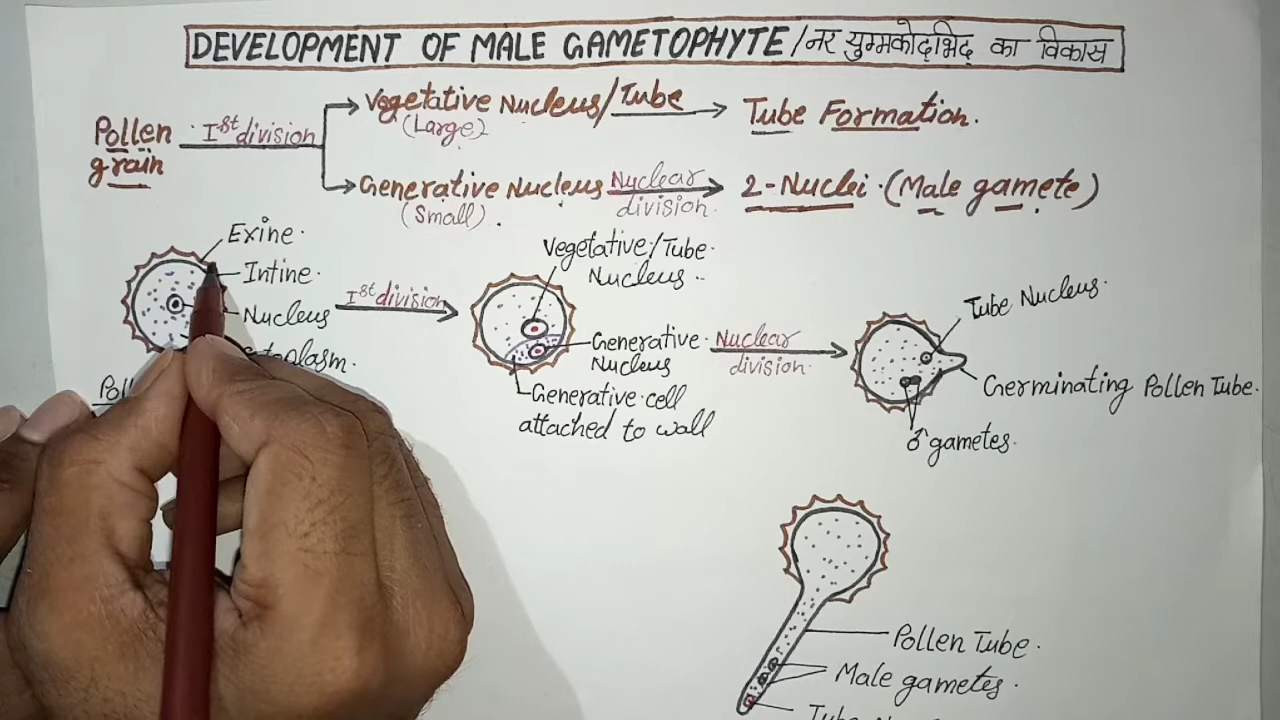 DEVELOPMENT OF MALE GAMETOPHYTE/नर युग्मकोद्भिद् का विकास
Pollen grain
Ist division
Vegetative Nucleus/Tube
(Large)
Tube Formation.
Generative Nucleus
(Small).
Nuclear division.
2-Nuclei.(Male gamete)
Exine.
Intine.
Nucleus
Ist division
Vegetative/Tube Nucleus..
Generative Nucleus
Generative cell
attached to wall
Nuclear division.
Tube Nucleus.
Germinating Pollen Tube.
♂ gametes.
Pollen Tube.
Male gametes.